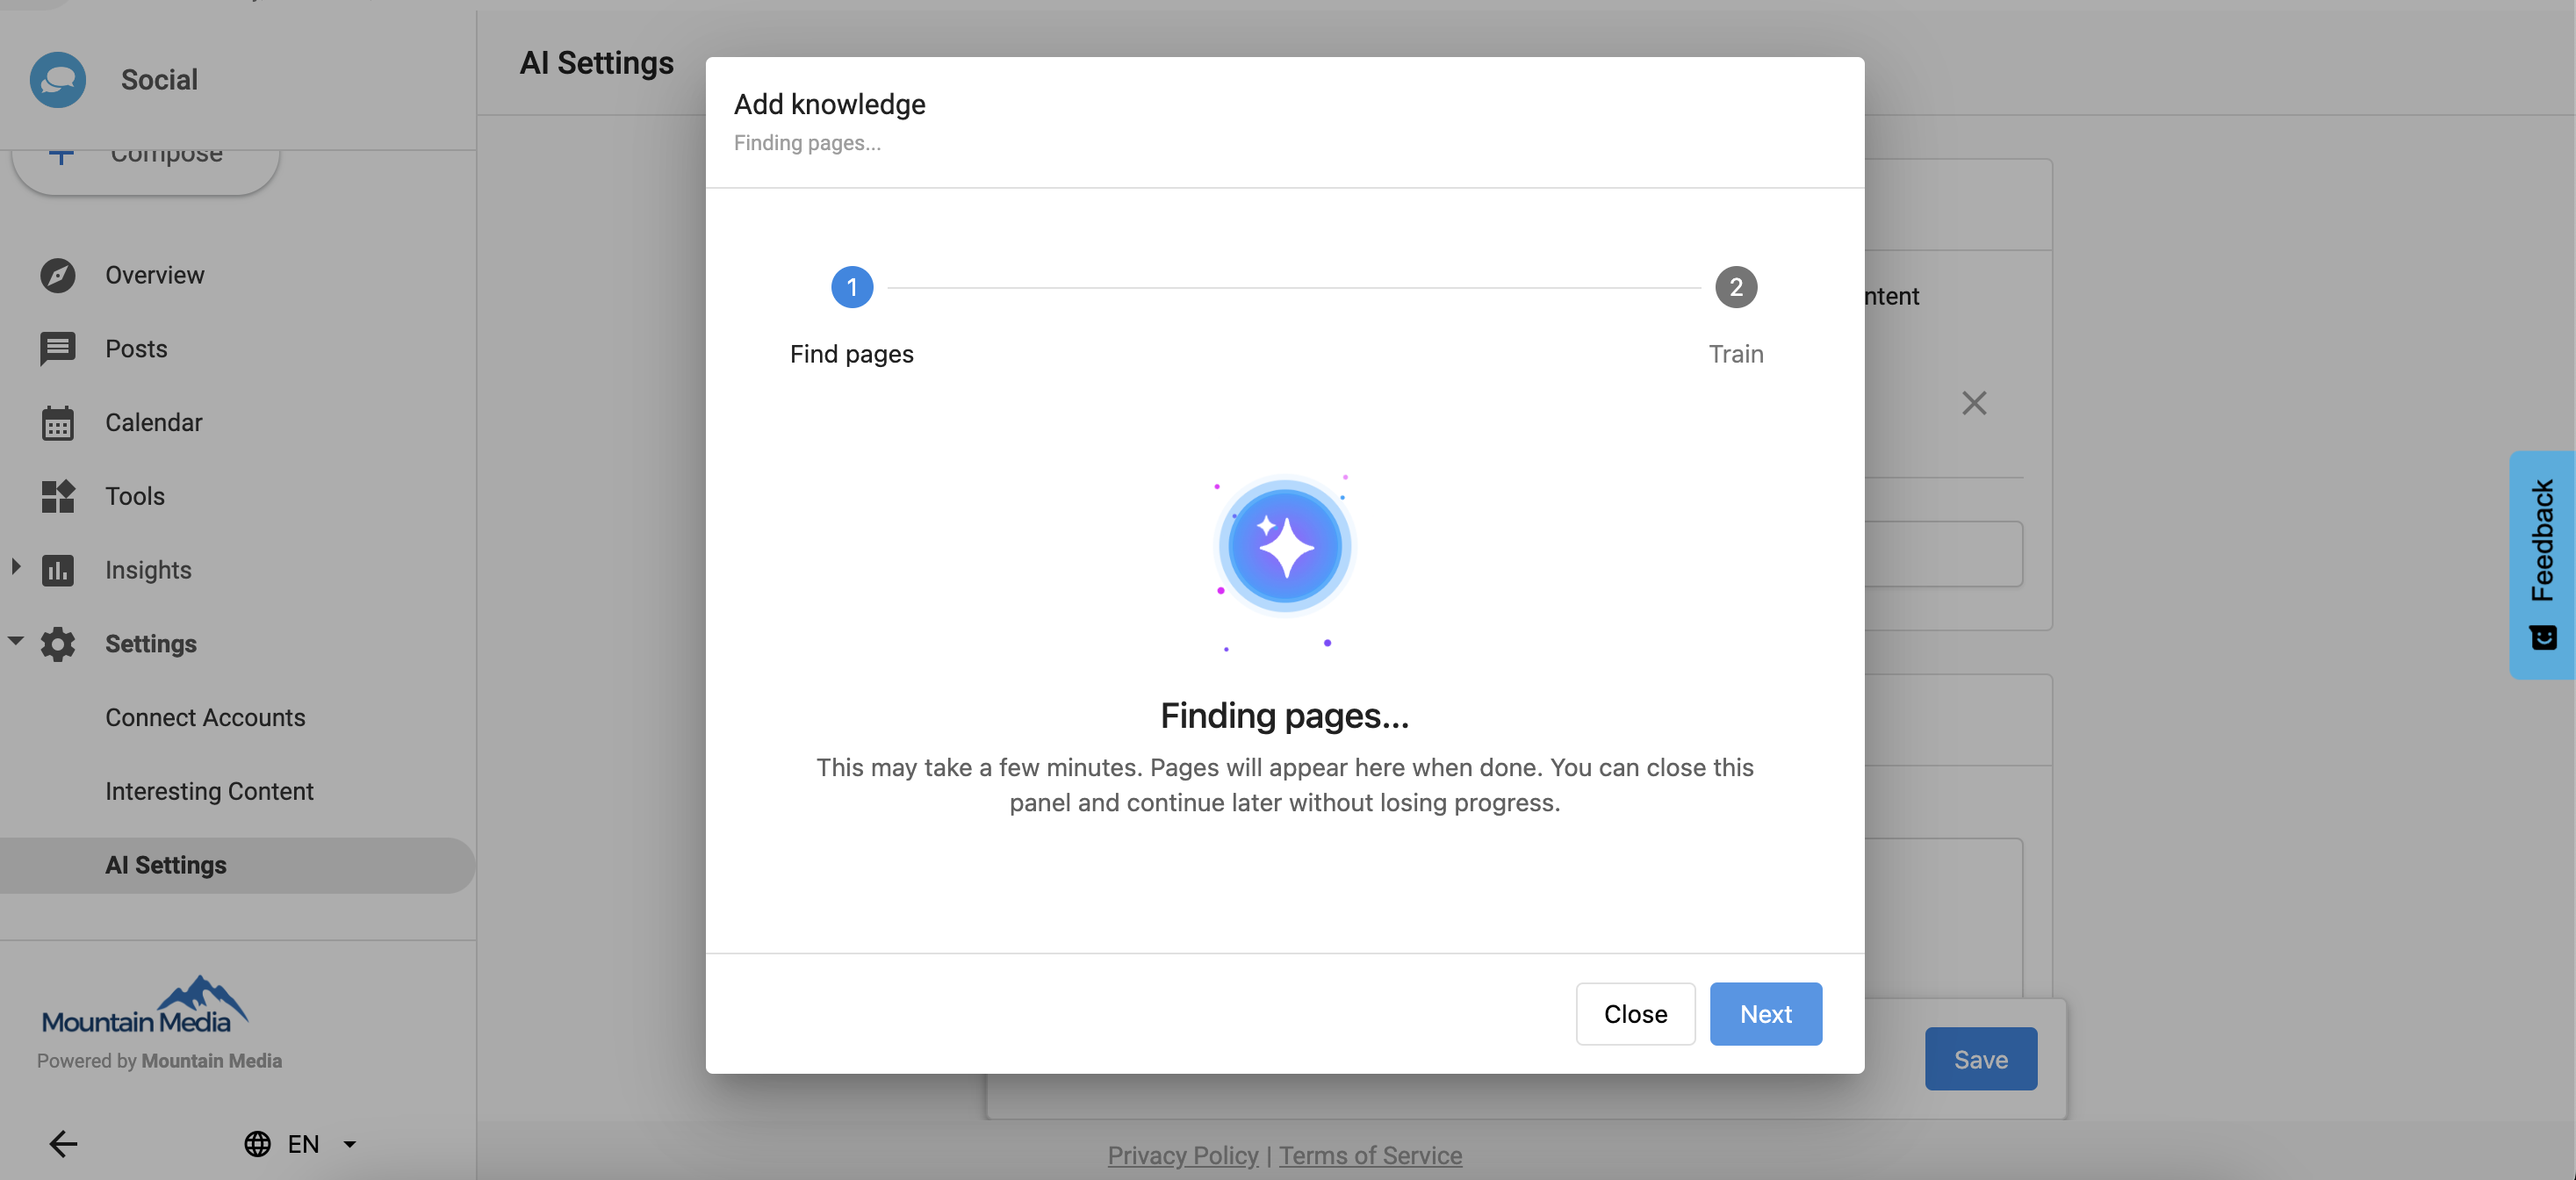 Social
AI Settings
Compose
Overview
Posts
Calendar
Tools
Insights
Settings
Connect Accounts
Interesting Content
AI Settings
Mountain Media
Powered by Mountain Media
EN
Add knowledge
Finding pages...
1
2
Find pages
Train
Finding pages...
This may take a few minutes. Pages will appear here when done. You can close this
panel and continue later without losing progress.
Close
Next
ntent
Save
Privacy Policy | Terms of Service
Feedback